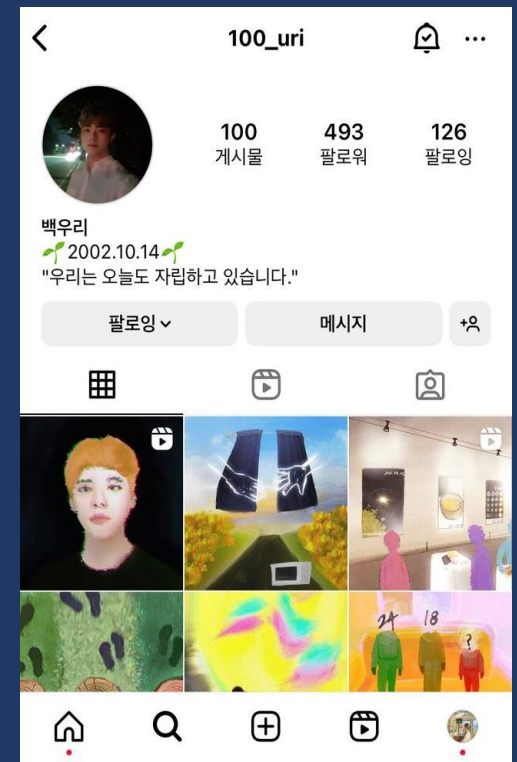 100_uri
100 493 126
게시물 팔로워 팔로잉
백우리
🌱2002.10.14🌱
"우리는 오늘도 자립하고 있습니다."
팔로잉 메시지
24 18 ?